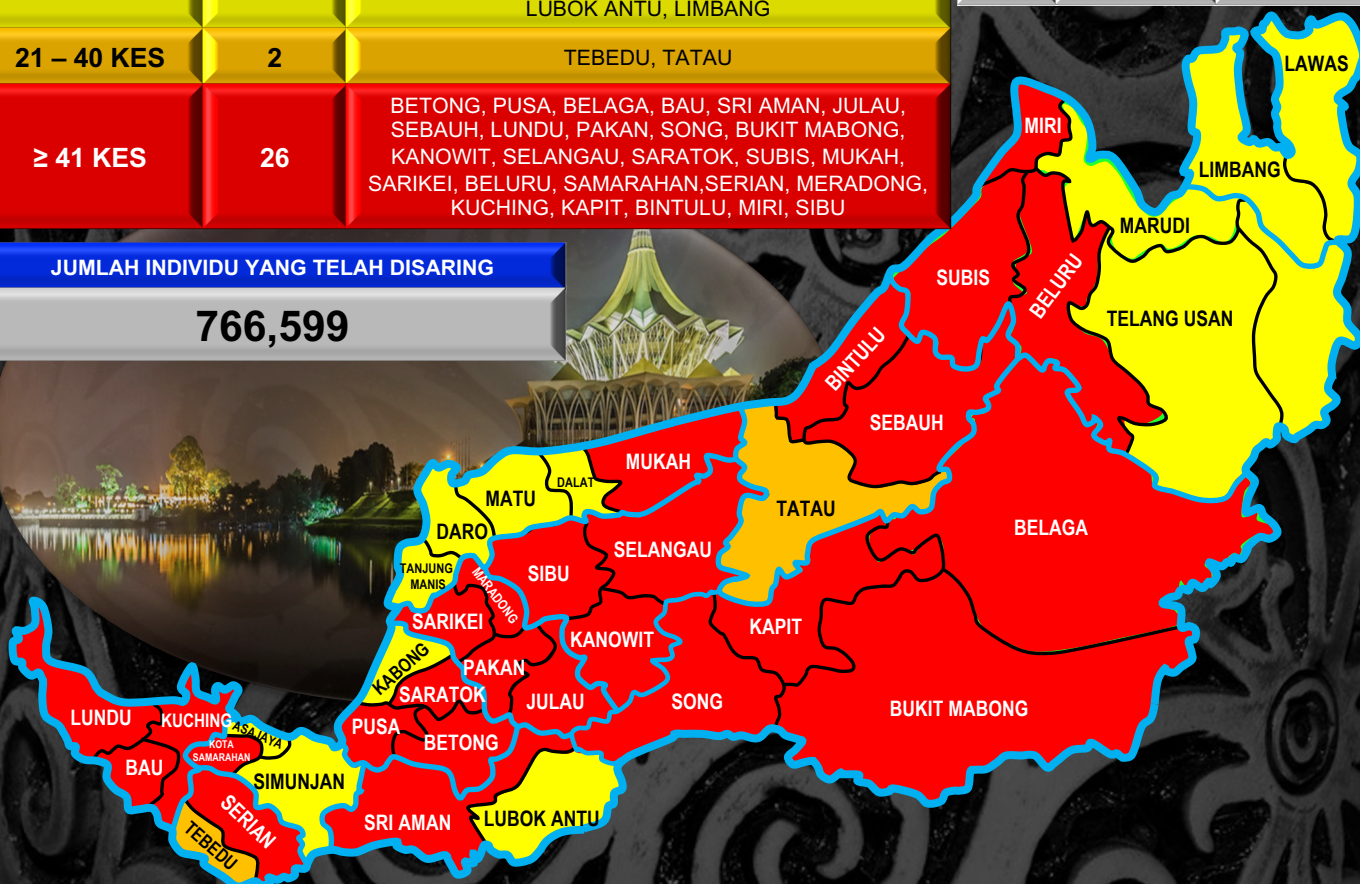 LUBOK ANTU, LIMBANG
21 – 40 KES
2
TEBEDU, TATAU
≥ 41 KES
26
BETONG, PUSA, BELAGA, BAU, SRI AMAN, JULAU,
SEBAUH, LUNDU, PAKAN, SONG, BUKIT MABONG,
KANOWIT, SELANGAU, SARATOK, SUBIS, MUKAH,
SARIKEI, BELURU, SAMARAHAN,SERIAN, MERADONG,
KUCHING, KAPIT, BINTULU, MIRI, SIBU
JUMLAH INDIVIDU YANG TELAH DISARING
766,599
LAWAS
MIRI
LIMBANG
MARUDI
SUBIS
BELURU
TELANG USAN
BINTULU
SEBAUH
MUKAH
DALAT
MATU
TATAU
DARO
BELAGA
SELANGAU
TANJUNG
MANIS
SIBU
MARADONG
SARIKEI
KAPIT
KANOWIT
KABONG
PAKAN
SARATOK
JULAU
SONG
BUKIT MABONG
LUNDU
KUCHING
PUSA
ASAJAYA
BETONG
KOTA
SAMARAHAN
BAU
SIMUNJAN
SERIAN
SRI AMAN
LUBOK ANTU
TEBEDU